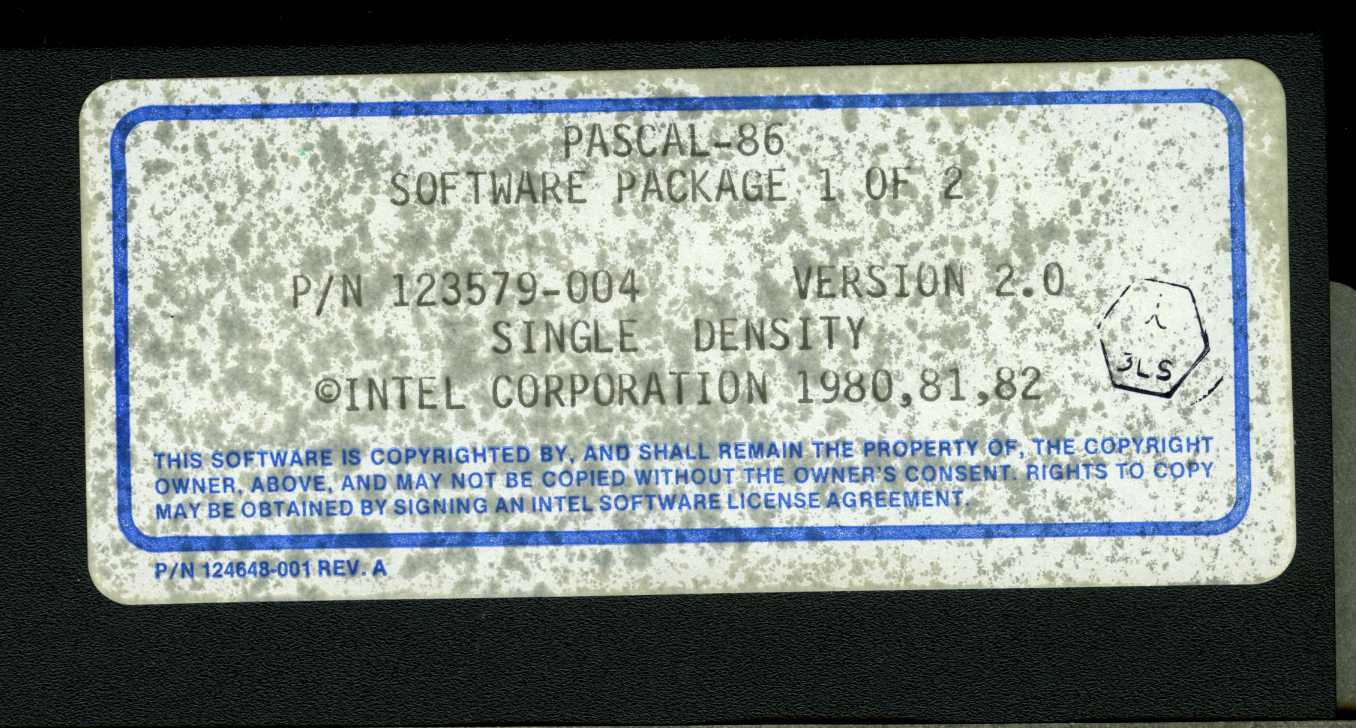 PASCAL-86
SOFTWARE PACKAGE 1 OF 2
P/N 123579-004 VERSION 2.0
SINGLE DENSITY
©INTEL CORPORATION 1980,81,82
i
3LS
THIS SOFTWARE IS COPYRIGHTED BY, AND SHALL REMAIN THE PROPERTY OF, THE COPYRIGHT
OWNER, ABOVE, AND MAY NOT BE COPIED WITHOUT THE OWNER'S CONSENT. RIGHTS TO COPY
MAY BE OBTAINED BY SIGNING AN INTEL SOFTWARE LICENSE AGREEMENT.
P/N 124648-001 REV. A